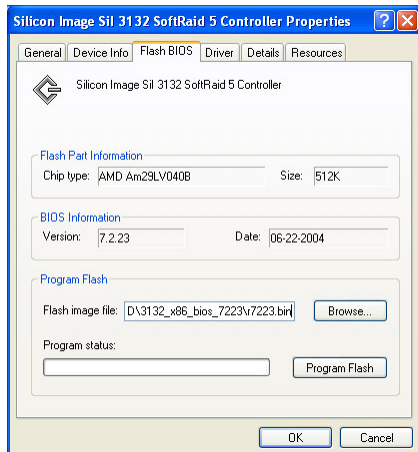 Silicon Image SiI 3132 SoftRaid 5 Controller Properties
General Device Info Flash BIOS Driver Details Resources
Silicon Image SiI 3132 SoftRaid 5 Controller
Flash Part Information
Chip type: AMD Am29LV040B Size: 512K
BIOS Information
Version: 7.2.23 Date: 06-22-2004
Program Flash
Flash image file: D\3132_x86_bios_7223\r7223.bin Browse...
Program status:
Program Flash
OK Cancel